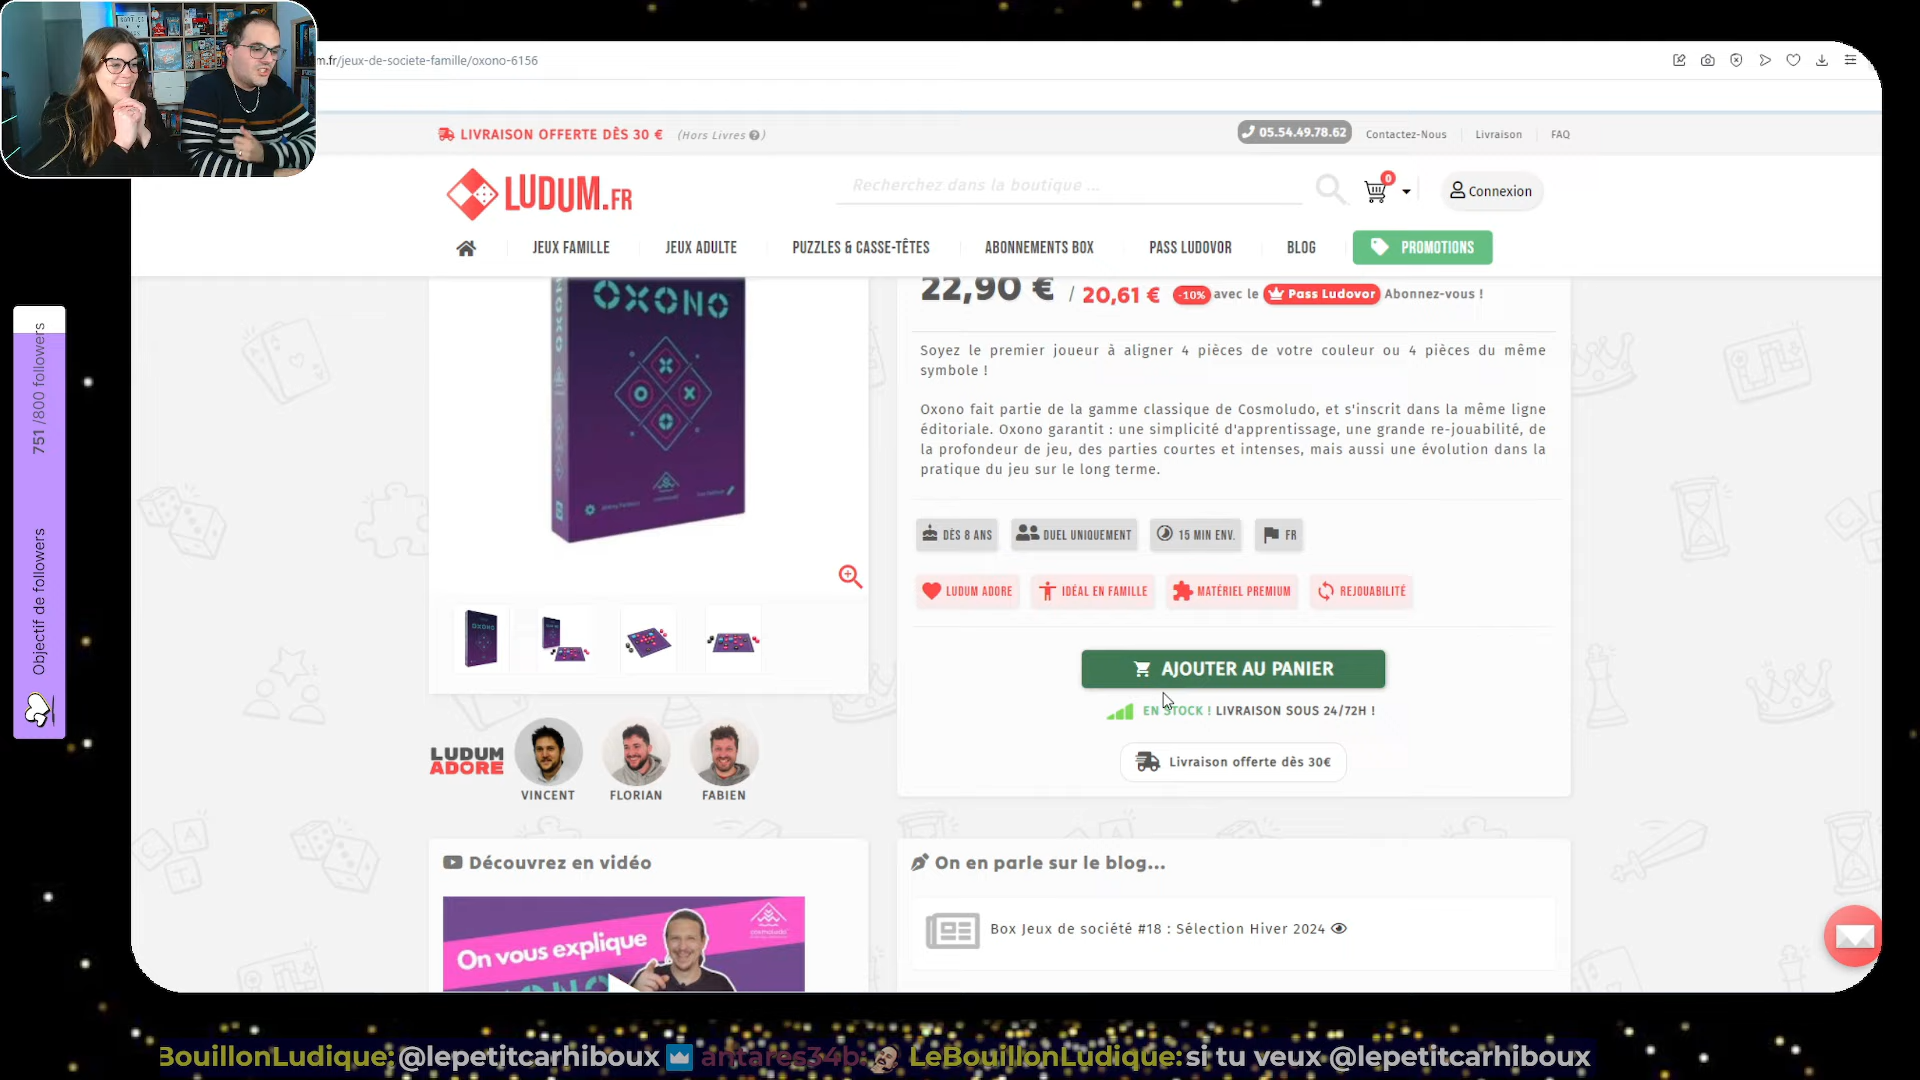 m.fr/jeux-de-societe-famille/oxono-6156
LIVRAISON OFFERTE DÈS 30 € (Hors Livres ?)
05.54.49.78.62 Contactez-Nous Livraison FAQ
LUDUM.FR
Recherchez dans la boutique ...
0
Connexion
JEUX FAMILLE JEUX ADULTE PUZZLES & CASSE-TÊTES ABONNEMENTS BOX PASS LUDOVOR BLOG PROMOTIONS
OXONO
OXONO
22,90 € / 20,61 € -10% avec le Pass Ludovor Abonnez-vous !
Soyez le premier joueur à aligner 4 pièces de votre couleur ou 4 pièces du même
symbole !
Oxono fait partie de la gamme classique de Cosmoludo, et s'inscrit dans la même ligne
éditoriale. Oxono garantit : une simplicité d'apprentissage, une grande re-jouabilité, de
la profondeur de jeu, des parties courtes et intenses, mais aussi une évolution dans la
pratique du jeu sur le long terme.
DÈS 8 ANS DUEL UNIQUEMENT 15 MIN ENV. FR
LUDUM ADORE IDÉAL EN FAMILLE MATÉRIEL PREMIUM REJOUABILITÉ
AJOUTER AU PANIER
EN STOCK ! LIVRAISON SOUS 24/72H !
Livraison offerte dès 30€
LUDUM
ADORE
VINCENT FLORIAN FABIEN
Découvrez en vidéo
On vous explique
OXONO
cosmoludo
On en parle sur le blog...
Box Jeux de société #18 : Sélection Hiver 2024
Objectif de followers 751 /800 followers
BouillonLudique: @lepetitcarhiboux antares34b: LeBouillonLudique: si tu veux @lepetitcarhiboux